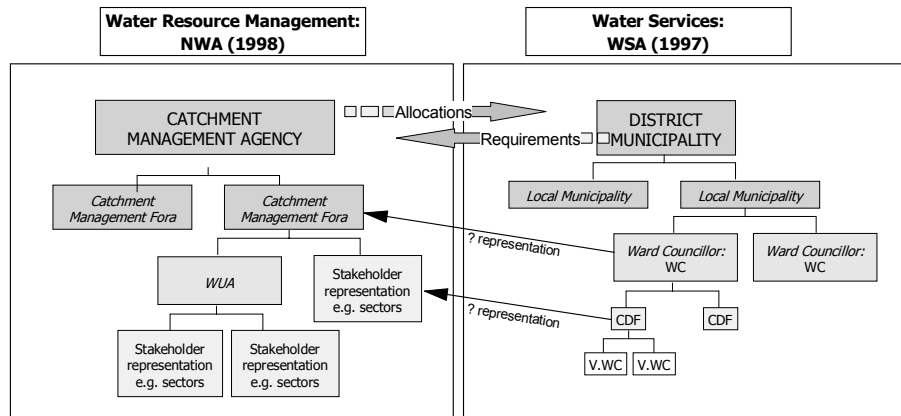 Water Resource Management:
NWA (1998)
Water Services:
WSA (1997)
CATCHMENT
MANAGEMENT AGENCY
Allocations
Requirements
DISTRICT
MUNICIPALITY
Catchment
Management Fora
Catchment
Management Fora
Local Municipality
Local Municipality
? representation
Ward Councillor:
WC
Ward Councillor:
WC
WUA
Stakeholder
representation
e.g. sectors
? representation
CDF
CDF
Stakeholder
representation
e.g. sectors
Stakeholder
representation
e.g. sectors
V.WC
V.WC